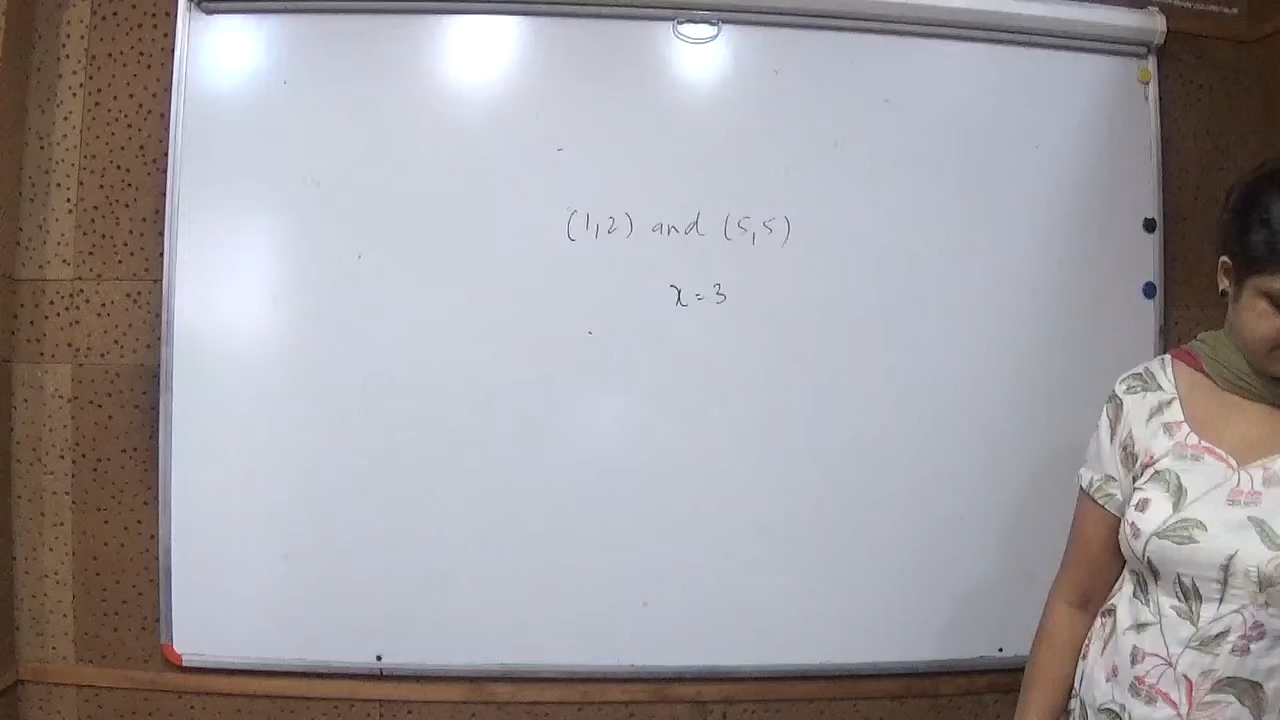 (1,2) and (5,5)
x = 3